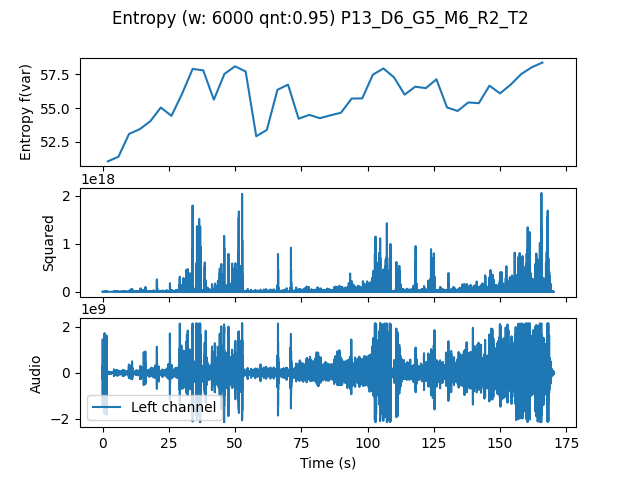 Entropy (w: 6000 qnt:0.95) P13_D6_G5_M6_R2_T2
Entropy f(var)
57.5
55.0
52.5
1e18
Squared
2
1
0
1e9
Audio
2
0
−2
Left channel
0
25
50
75
100
125
150
175
Time (s)